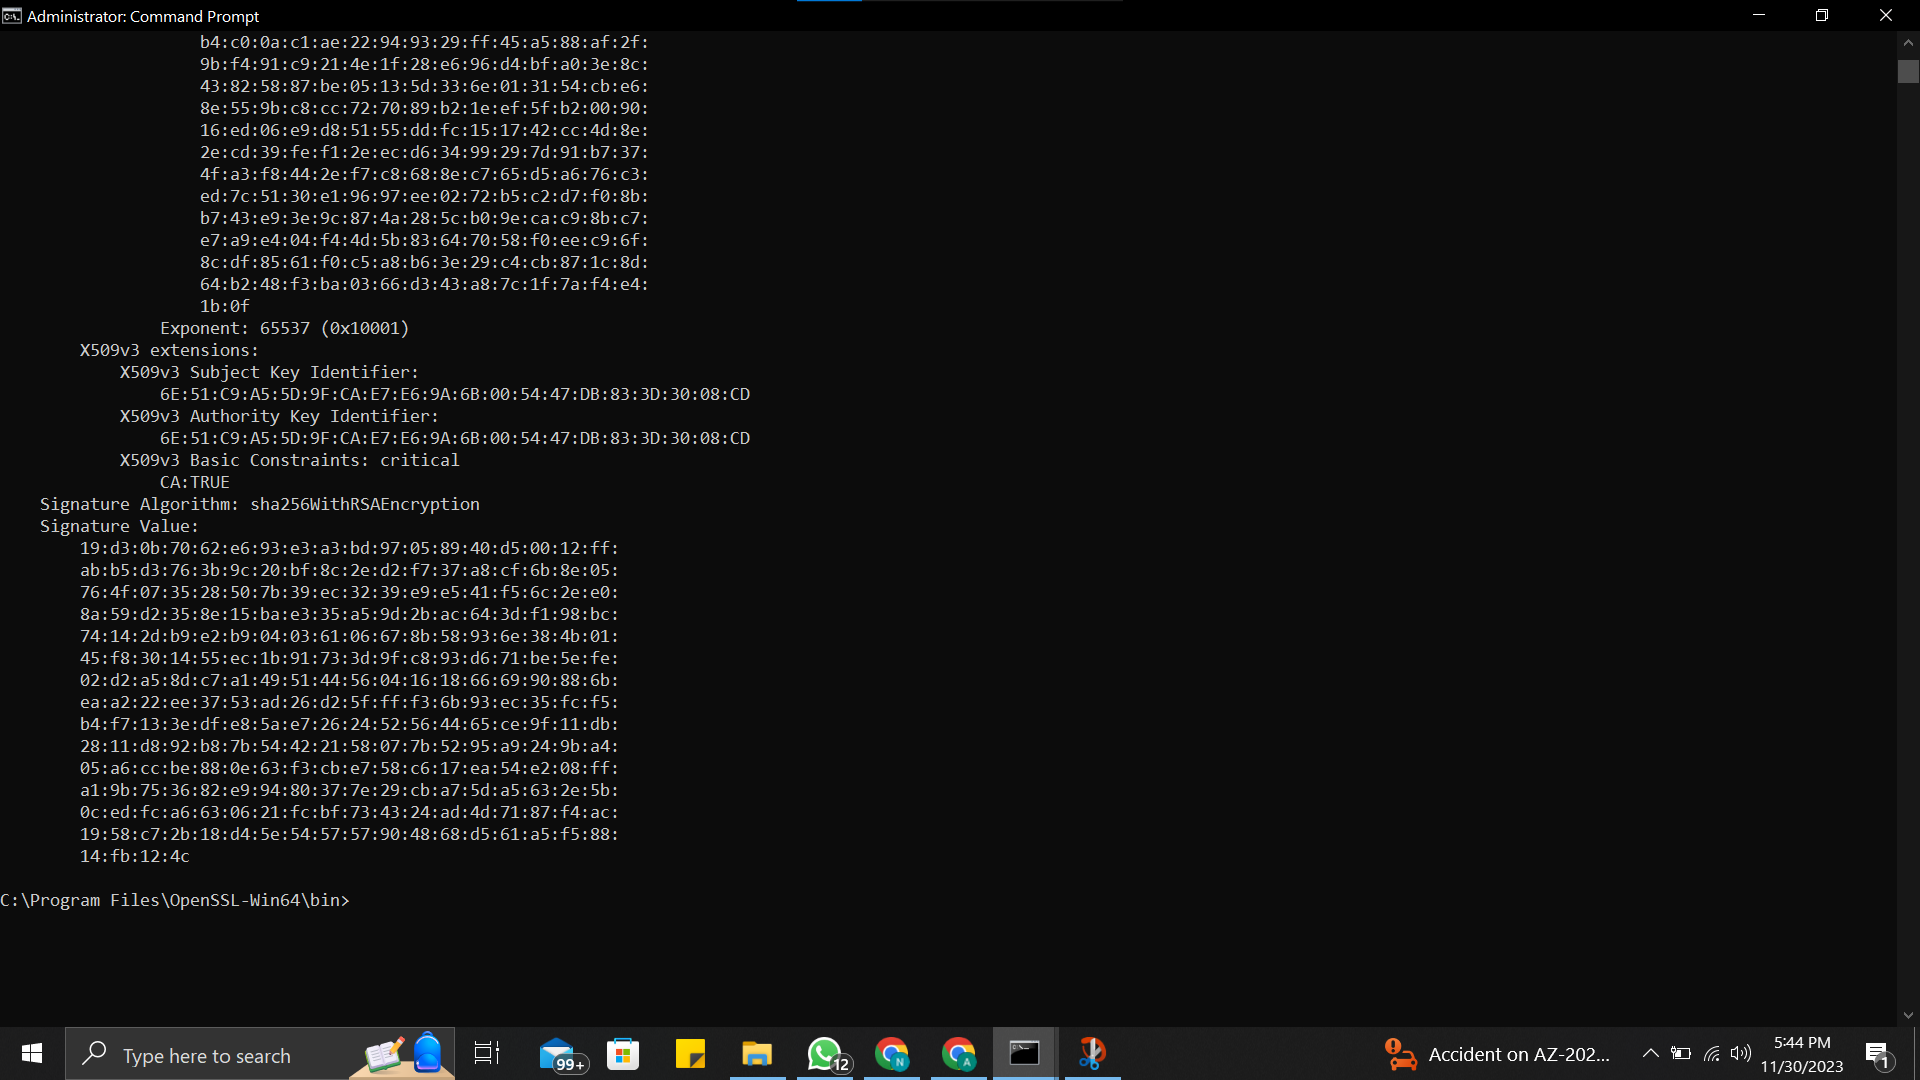 Administrator: Command Prompt
b4:c0:0a:c1:ae:22:94:93:29:ff:45:a5:88:af:2f:
9b:f4:91:c9:21:4e:1f:28:e6:96:d4:bf:a0:3e:8c:
43:82:58:87:be:05:13:5d:33:6e:01:31:54:cb:e6:
8e:55:9b:c8:cc:72:70:89:b2:1e:ef:5f:b2:00:90:
16:ed:06:e9:d8:51:55:dd:fc:15:17:42:cc:4d:8e:
2e:cd:39:fe:f1:2e:ec:d6:34:99:29:7d:91:b7:37:
4f:a3:f8:44:2e:f7:c8:68:8e:c7:65:d5:a6:76:c3:
ed:7c:51:30:e1:96:97:ee:02:72:b5:c2:d7:f0:8b:
b7:43:e9:3e:9c:87:4a:28:5c:b0:9e:ca:c9:8b:c7:
e7:a9:e4:04:f4:4d:5b:83:64:70:58:f0:ee:c9:6f:
8c:df:85:61:f0:c5:a8:b6:3e:29:c4:cb:87:1c:8d:
64:b2:48:f3:ba:03:66:d3:43:a8:7c:1f:7a:f4:e4:
1b:0f
Exponent: 65537 (0x10001)
X509v3 extensions:
X509v3 Subject Key Identifier:
6E:51:C9:A5:5D:9F:CA:E7:E6:9A:6B:00:54:47:DB:83:3D:30:08:CD
X509v3 Authority Key Identifier:
6E:51:C9:A5:5D:9F:CA:E7:E6:9A:6B:00:54:47:DB:83:3D:30:08:CD
X509v3 Basic Constraints: critical
CA:TRUE
Signature Algorithm: sha256WithRSAEncryption
Signature Value:
19:d3:0b:70:62:e6:93:e3:a3:bd:97:05:89:40:d5:00:12:ff:
ab:b5:d3:76:3b:9c:20:bf:8c:2e:d2:f7:37:a8:cf:6b:8e:05:
76:4f:07:35:28:50:7b:39:ec:32:39:e9:e5:41:f5:6c:2e:e0:
8a:59:d2:35:8e:15:ba:e3:35:a5:9d:2b:ac:64:3d:f1:98:bc:
74:14:2d:b9:e2:b9:04:03:61:06:67:8b:58:93:6e:38:4b:01:
45:f8:30:14:55:ec:1b:91:73:3d:9f:c8:93:d6:71:be:5e:fe:
02:d2:a5:8d:c7:a1:49:51:44:56:04:16:18:66:69:90:88:6b:
ea:a2:22:ee:37:53:ad:26:d2:5f:ff:f3:6b:93:ec:35:fc:f5:
b4:f7:13:3e:df:e8:5a:e7:26:24:52:56:44:65:ce:9f:11:db:
28:11:d8:92:b8:7b:54:42:21:58:07:7b:52:95:a9:24:9b:a4:
05:a6:cc:be:88:0e:63:f3:cb:e7:58:c6:17:ea:54:e2:08:ff:
a1:9b:75:36:82:e9:94:80:37:7e:29:cb:a7:5d:a5:63:2e:5b:
0c:ed:fc:a6:63:06:21:fc:bf:73:43:24:ad:4d:71:87:f4:ac:
19:58:c7:2b:18:d4:5e:54:57:57:90:48:68:d5:61:a5:f5:88:
14:fb:12:4c
C:\Program Files\OpenSSL-Win64\bin>
Type here to search
99+
12
N
A
Accident on AZ-202...
5:44 PM
11/30/2023
1